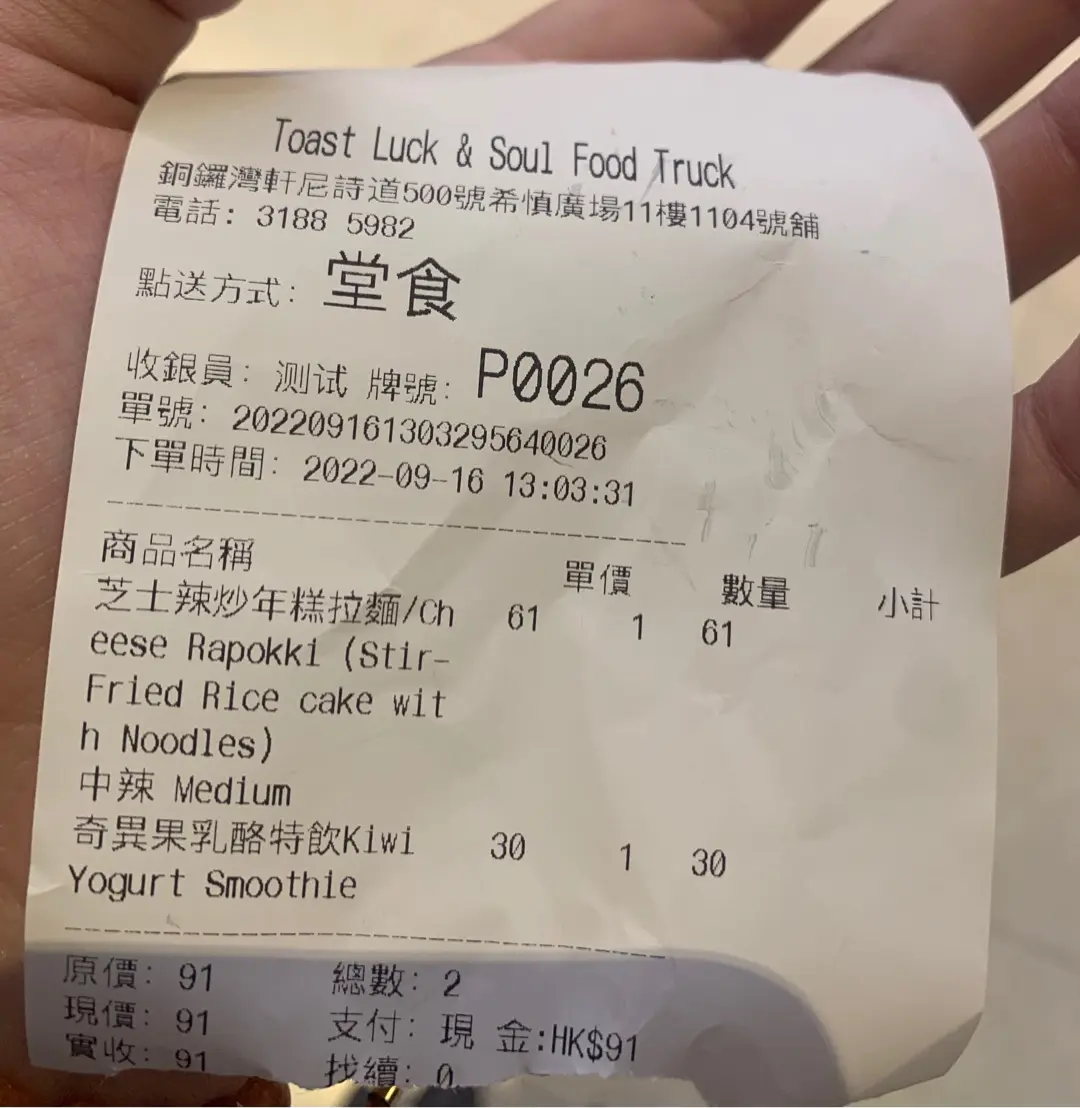 Toast Luck & Soul Food Truck
銅鑼灣軒尼詩道500號希慎廣場11樓1104號舖
電話: 3188 5982
點送方式: 堂食
收銀員: 测试 牌號: P0026
單號: 202209161303295640026
下單時間: 2022-09-16 13:03:31
商品名稱 單價 數量 小計
芝士辣炒年糕拉麵/Ch 61 1 61
eese Rapokki (Stir-
Fried Rice cake wit
h Noodles)
中辣 Medium
奇異果乳酪特飲Kiwi 30 1 30
Yogurt Smoothie
原價: 91 總數: 2
現價: 91 支付: 現 金:HK$91
實收: 91 找續: 0